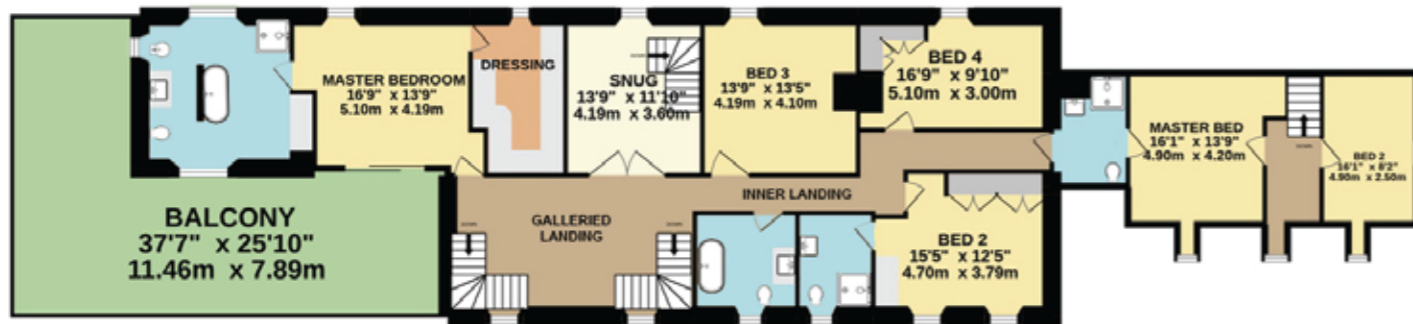 BALCONY
37'7" x 25'10"
11.46m x 7.89m
MASTER BEDROOM
16'9" x 13'9"
5.10m x 4.19m
DRESSING
SNUG
13'9" x 11'10"
4.19m x 3.60m
DOWN
BED 3
13'9" x 13'5"
4.19m x 4.10m
BED 4
16'9" x 9'10"
5.10m x 3.00m
MASTER BED
16'1" x 13'9"
4.90m x 4.20m
DOWN
BED 2
16'1" x 8'2"
4.90m x 2.50m
INNER LANDING
GALLERIED
LANDING
DOWN
DOWN
BED 2
15'5" x 12'5"
4.70m x 3.79m